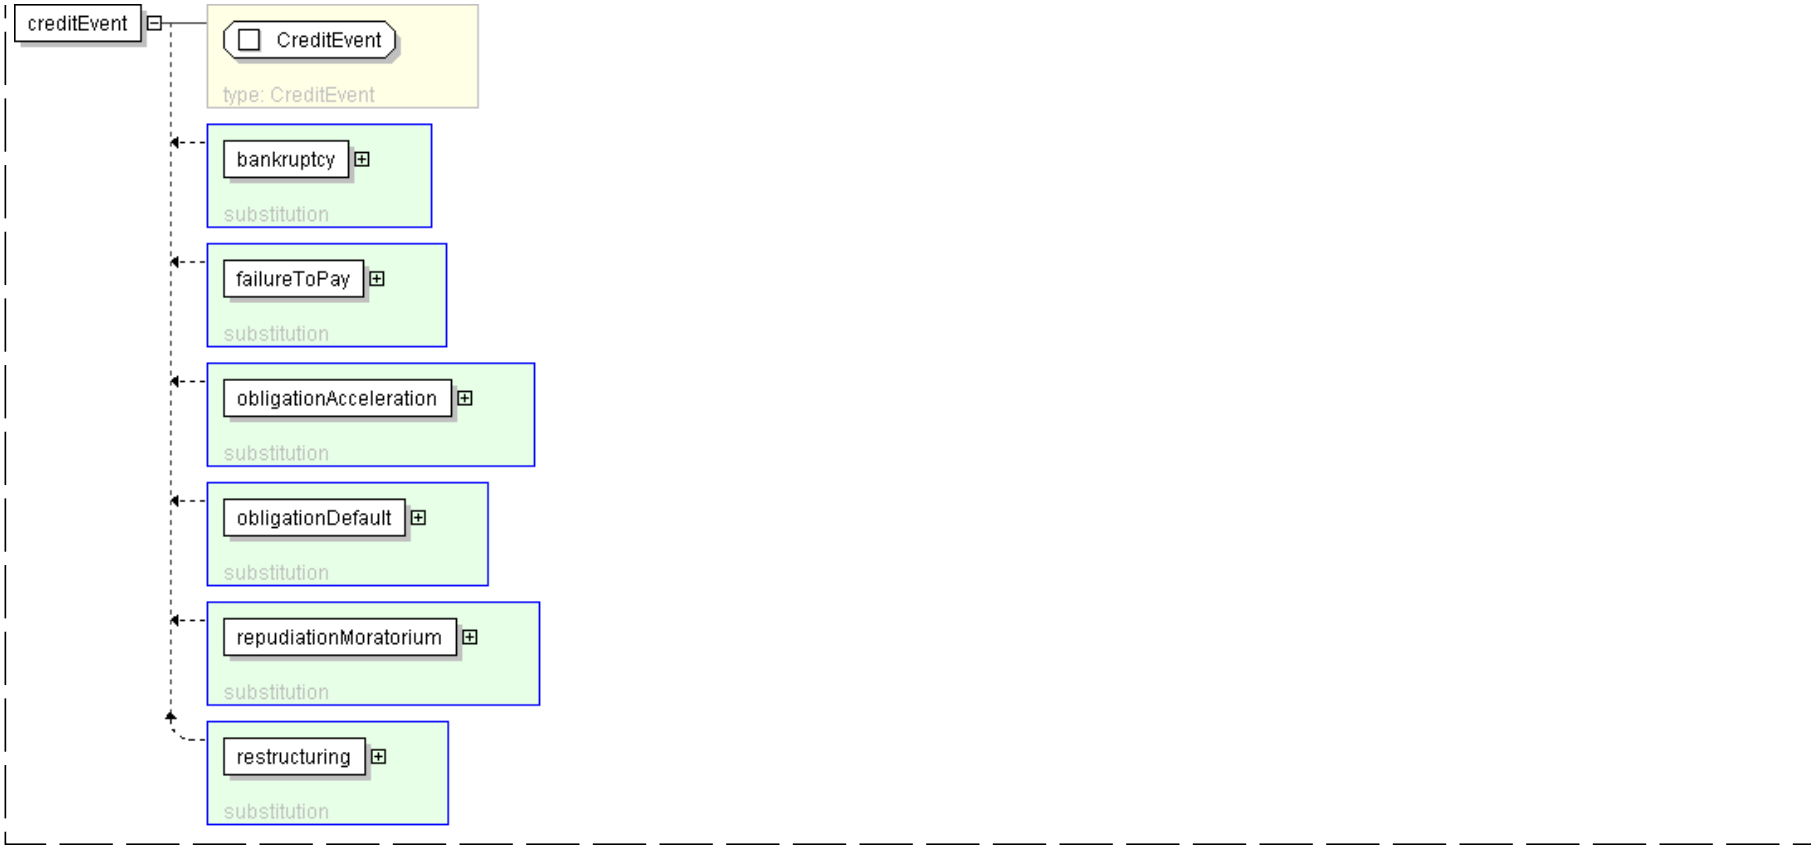 creditEvent
CreditEvent
type: CreditEvent
bankruptcy
substitution
failureToPay
substitution
obligationAcceleration
substitution
obligationDefault
substitution
repudiationMoratorium
substitution
restructuring
substitution